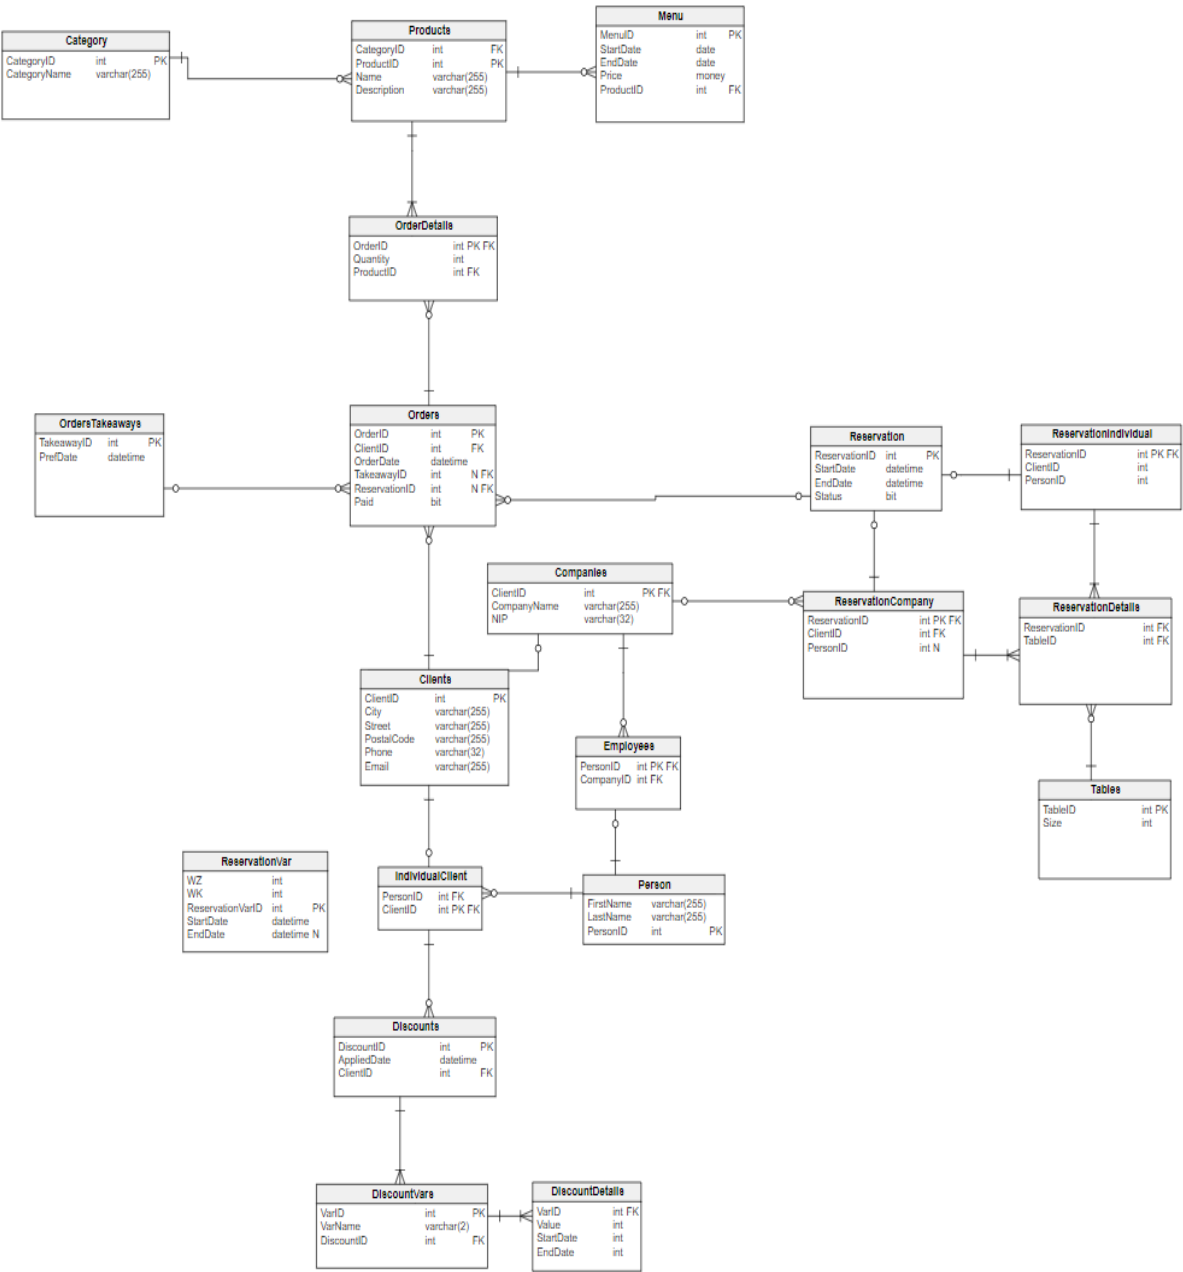 Category
CategoryID int PK
CategoryName varchar(255)
Products
CategoryID int FK
ProductID int PK
Name varchar(255)
Description varchar(255)
Menu
MenuID int PK
StartDate date
EndDate date
Price money
ProductID int FK
OrderDetails
OrderID int PK FK
Quantity int
ProductID int FK
OrdersTakeaways
TakeawayID int PK
PrefDate datetime
Orders
OrderID int PK
ClientID int FK
OrderDate datetime
TakeawayID int N FK
ReservationID int N FK
Paid bit
Reservation
ReservationID int PK
StartDate datetime
EndDate datetime
Status bit
ReservationIndividual
ReservationID int PK FK
ClientID int
PersonID int
Companies
ClientID int PK FK
CompanyName varchar(255)
NIP varchar(32)
ReservationCompany
ReservationID int PK FK
ClientID int FK
PersonID int N
ReservationDetails
ReservationID int FK
TableID int FK
Clients
ClientID int PK
City varchar(255)
Street varchar(255)
PostalCode varchar(255)
Phone varchar(32)
Email varchar(255)
Employees
PersonID int PK FK
CompanyID int FK
Tables
TableID int PK
Size int
ReservationVar
WZ int
WK int
ReservationVarID int PK
StartDate datetime
EndDate datetime N
IndividualClient
PersonID int FK
ClientID int PK FK
Person
FirstName varchar(255)
LastName varchar(255)
PersonID int PK
Discounts
DiscountID int PK
AppliedDate datetime
ClientID int FK
DiscountVars
VarID int PK
VarName varchar(2)
DiscountID int FK
DiscountDetails
VarID int FK
Value int
StartDate int
EndDate int